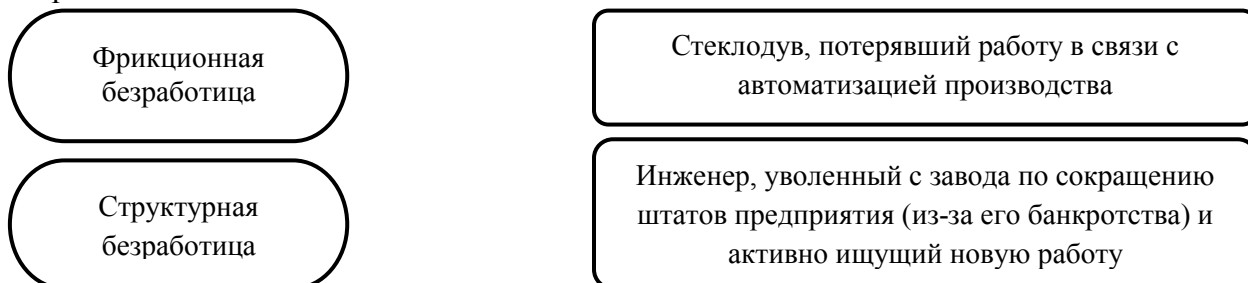 Фрикционная
безработица
Стеклодув, потерявший работу в связи с
автоматизацией производства
Структурная
безработица
Инженер, уволенный с завода по сокращению
штатов предприятия (из-за его банкротства) и
активно ищущий новую работу